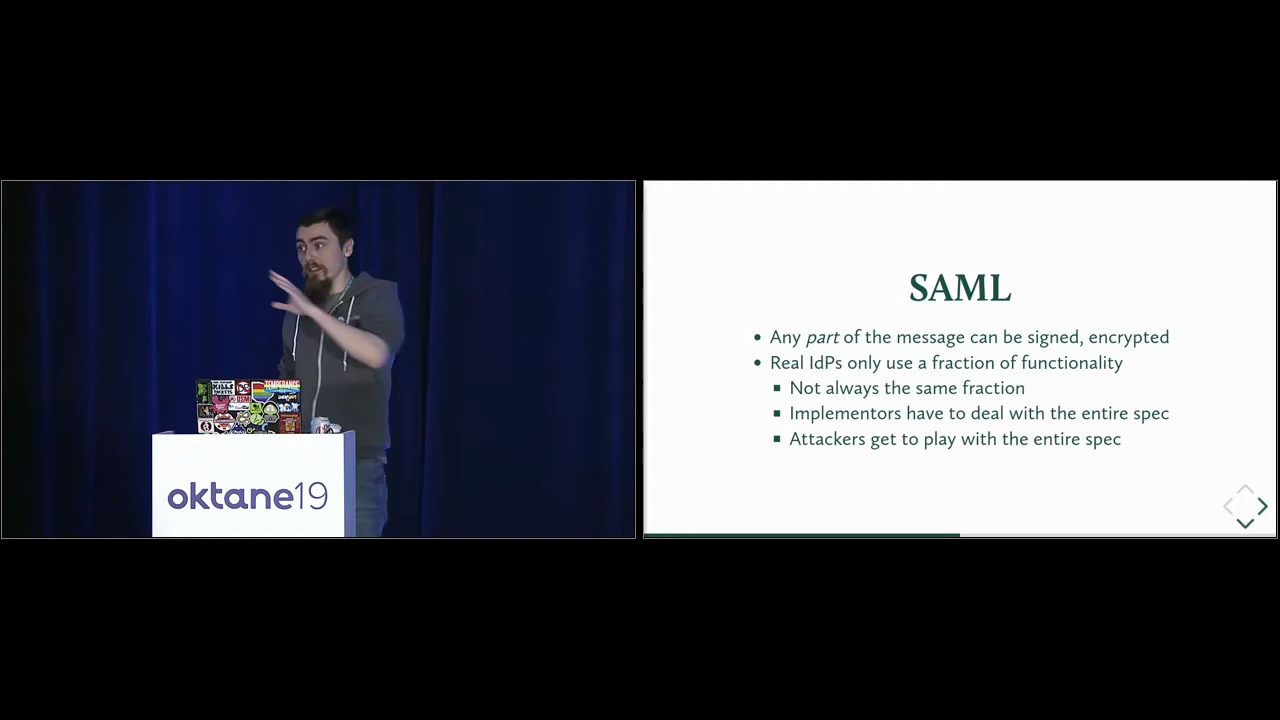 KILLS
TEMPERANCE
oktane19
SAML
• Any part of the message can be signed, encrypted
• Real IdPs only use a fraction of functionality
▪ Not always the same fraction
▪ Implementors have to deal with the entire spec
▪ Attackers get to play with the entire spec